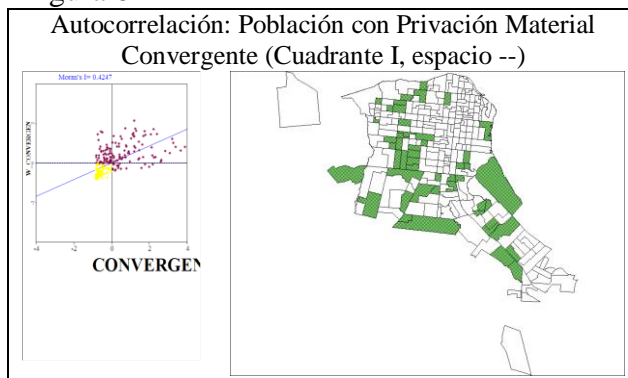 Autocorrelación: Población con Privación Material
Convergente (Cuadrante I, espacio --)
Moran's I= 0.4247
W_CONVERGEN
-4 -2 0 2 4
CONVERGEN